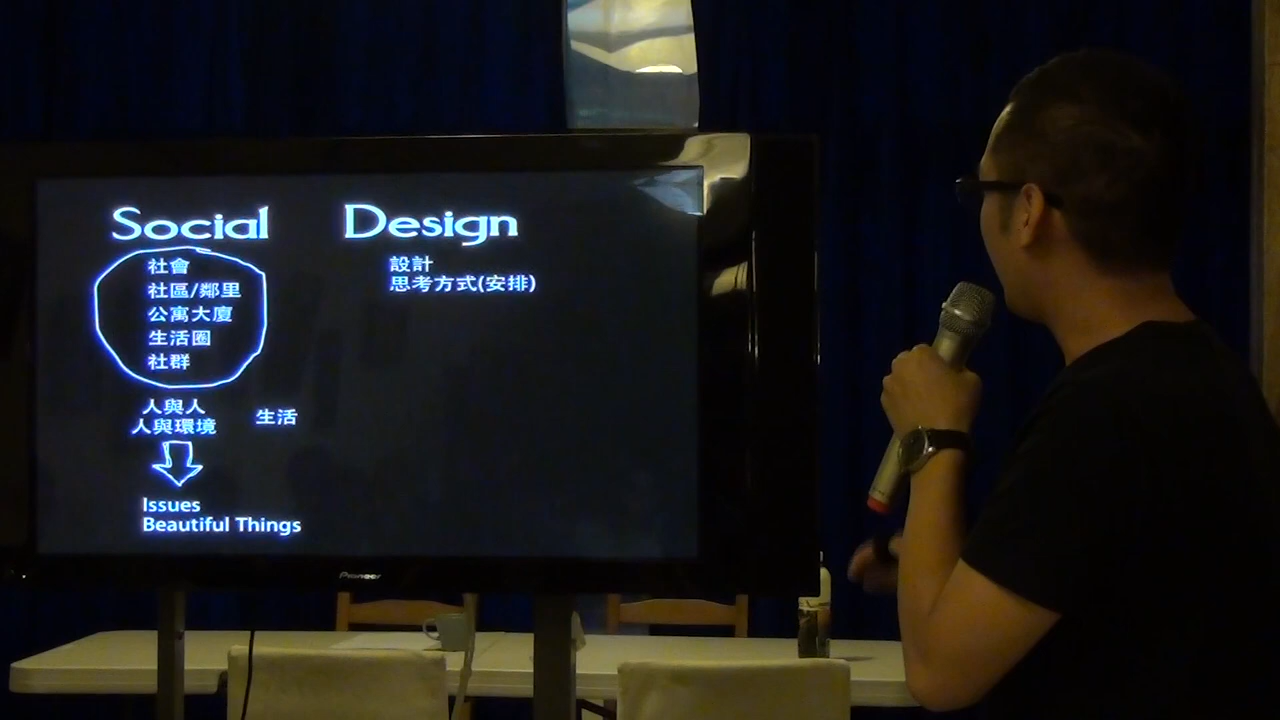 Social
社會
社區/鄰里
公寓大廈
生活圈
社群
人與人
人與環境
生活
Issues
Beautiful Things
Design
設計
思考方式(安排)
Pioneer